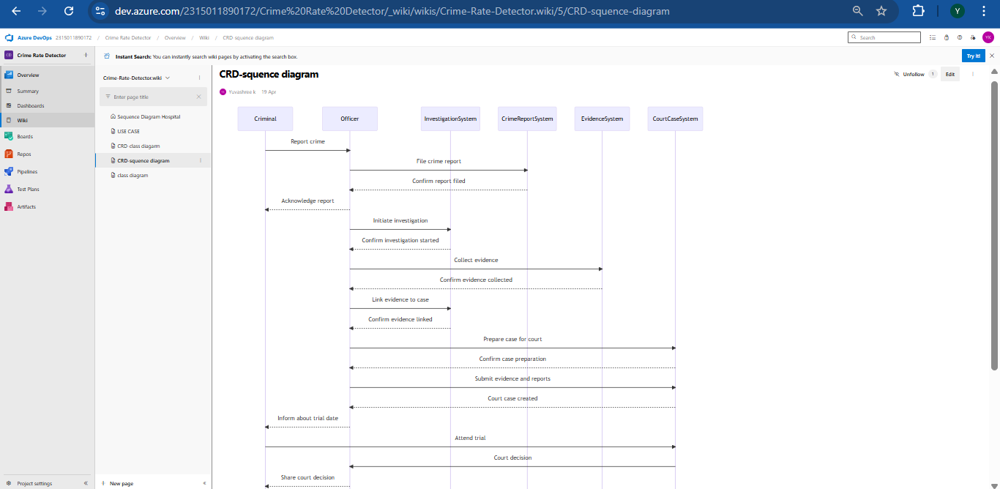 dev.azure.com/2315011890172/Crime%20Rate%20Detector/_wiki/wikis/Crime-Rate-Detector.wiki/5/CRD-squence-diagram
Y
Azure DevOps 2315011890172 / Crime Rate Detector / Overview / Wiki / CRD-squence diagram
Search
YK
CD Crime Rate Detector
Instant Search: You can instantly search wiki pages by activating the search box.
Try it!
Overview
Summary
Dashboards
Wiki
Boards
Repos
Pipelines
Test Plans
Artifacts
Project settings
Crime-Rate-Detector.wiki
Enter page title
Sequence Diagram Hospital
USE CASE
CRD-class diagarm
CRD-squence diagram
class diagram
New page
CRD-squence diagram
Unfollow 1 Edit
Yuvashree k 19 Apr
Criminal Officer InvestigationSystem CrimeReportSystem EvidenceSystem CourtCaseSystem
Report crime
File crime report
Confirm report filed
Acknowledge report
Initiate investigation
Confirm investigation started
Collect evidence
Confirm evidence collected
Link evidence to case
Confirm evidence linked
Prepare case for court
Confirm case preparation
Submit evidence and reports
Court case created
Inform about trial date
Attend trial
Court decision
Share court decision